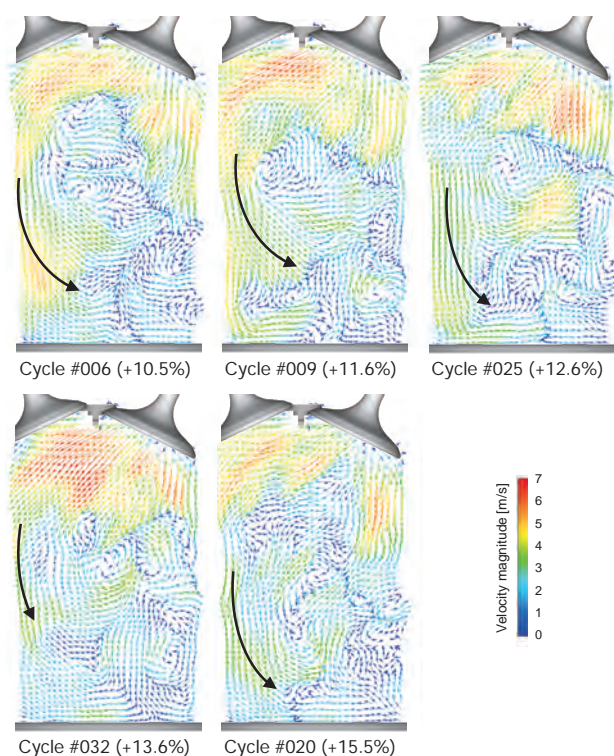 Cycle #006 (+10.5%)
Cycle #009 (+11.6%)
Cycle #025 (+12.6%)
Cycle #032 (+13.6%)
Cycle #020 (+15.5%)
Velocity magnitude [m/s]
7
6
5
4
3
2
1
0